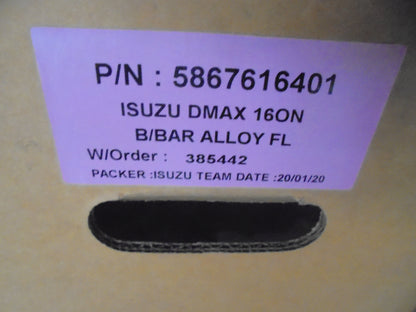 P/N : 5867616401
ISUZU DMAX 16ON
B/BAR ALLOY FL
W/Order : 385442
PACKER :ISUZU TEAM DATE :20/01/20